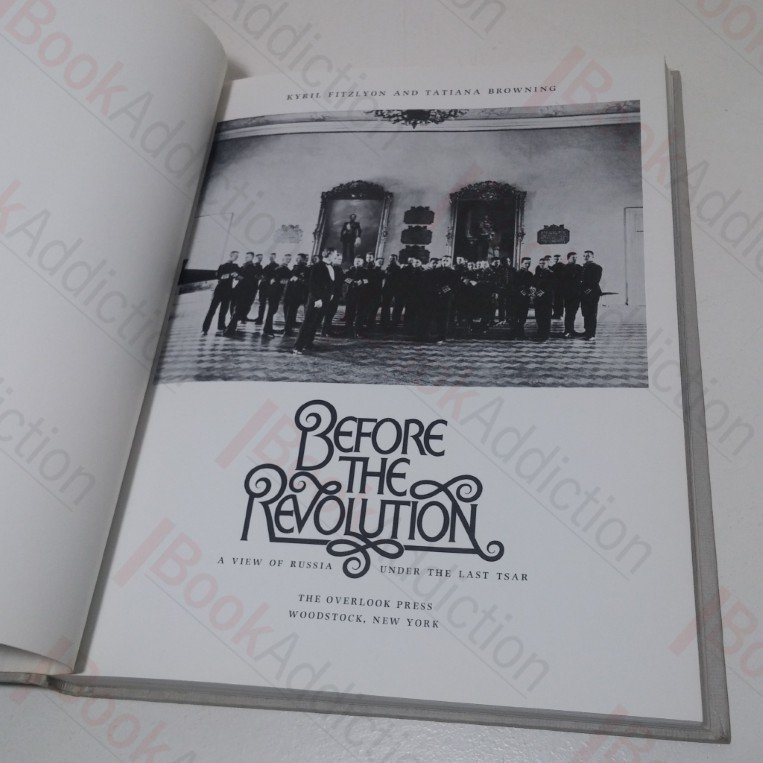 KYRIL FITZLYON AND TATIANA BROWNING
BEFORE
THE
REVOLUTION
A VIEW OF RUSSIA UNDER THE LAST TSAR
THE OVERLOOK PRESS
WOODSTOCK, NEW YORK
BookAddiction